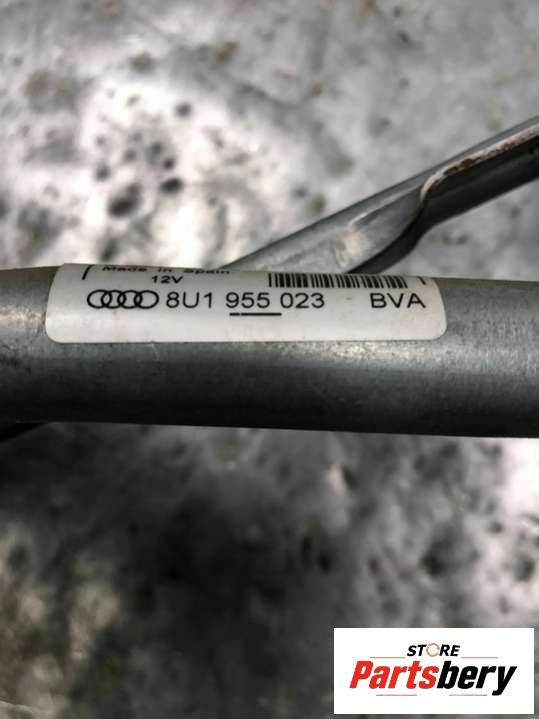 Made in Spain
12V
8U1 955 023 BVA
STORE
Partsbery